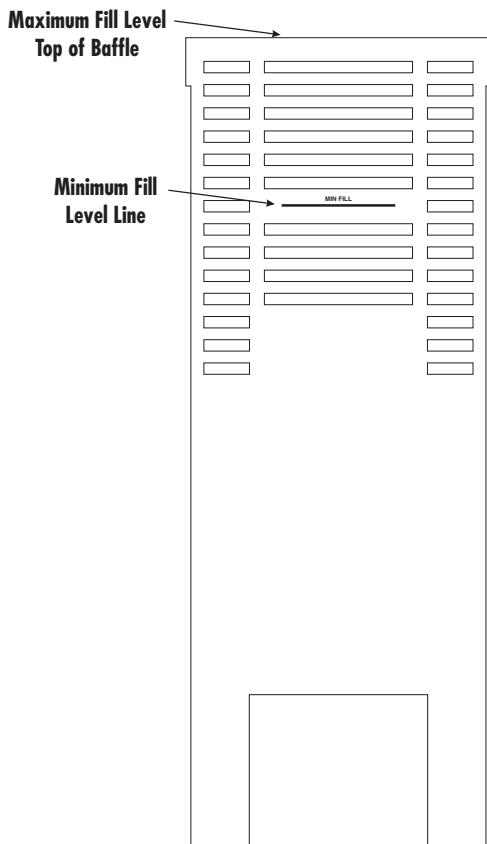 Maximum Fill Level
Top of Baffle
Minimum Fill
Level Line
MIN FILL